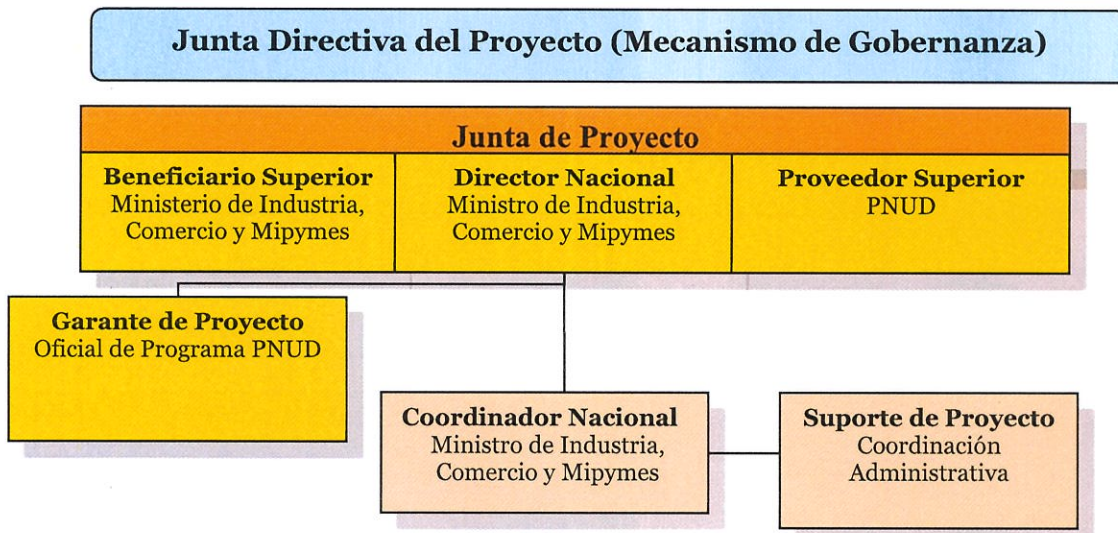 Junta Directiva del Proyecto (Mecanismo de Gobernanza)
Junta de Proyecto
Beneficiario Superior
Ministerio de Industria,
Comercio y Mipymes
Director Nacional
Ministro de Industria,
Comercio y Mipymes
Proveedor Superior
PNUD
Garante de Proyecto
Oficial de Programa PNUD
Coordinador Nacional
Ministro de Industria,
Comercio y Mipymes
Suporte de Proyecto
Coordinación
Administrativa